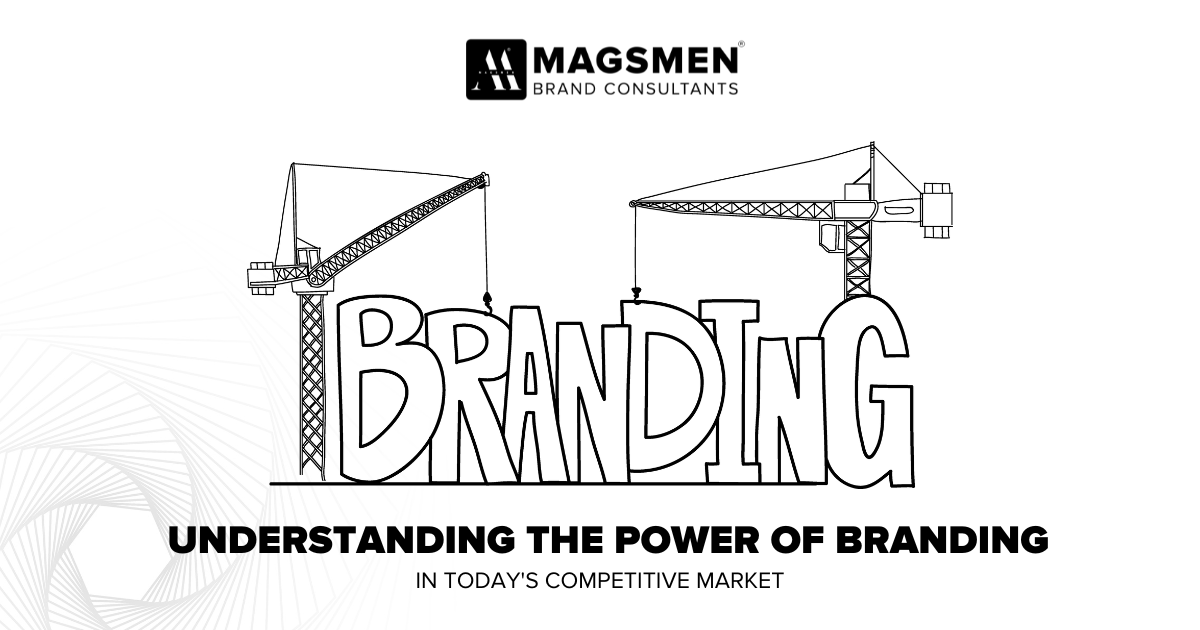 MAGSMEN®
BRAND CONSULTANTS
BRANDING
UNDERSTANDING THE POWER OF BRANDING
IN TODAY'S COMPETITIVE MARKET